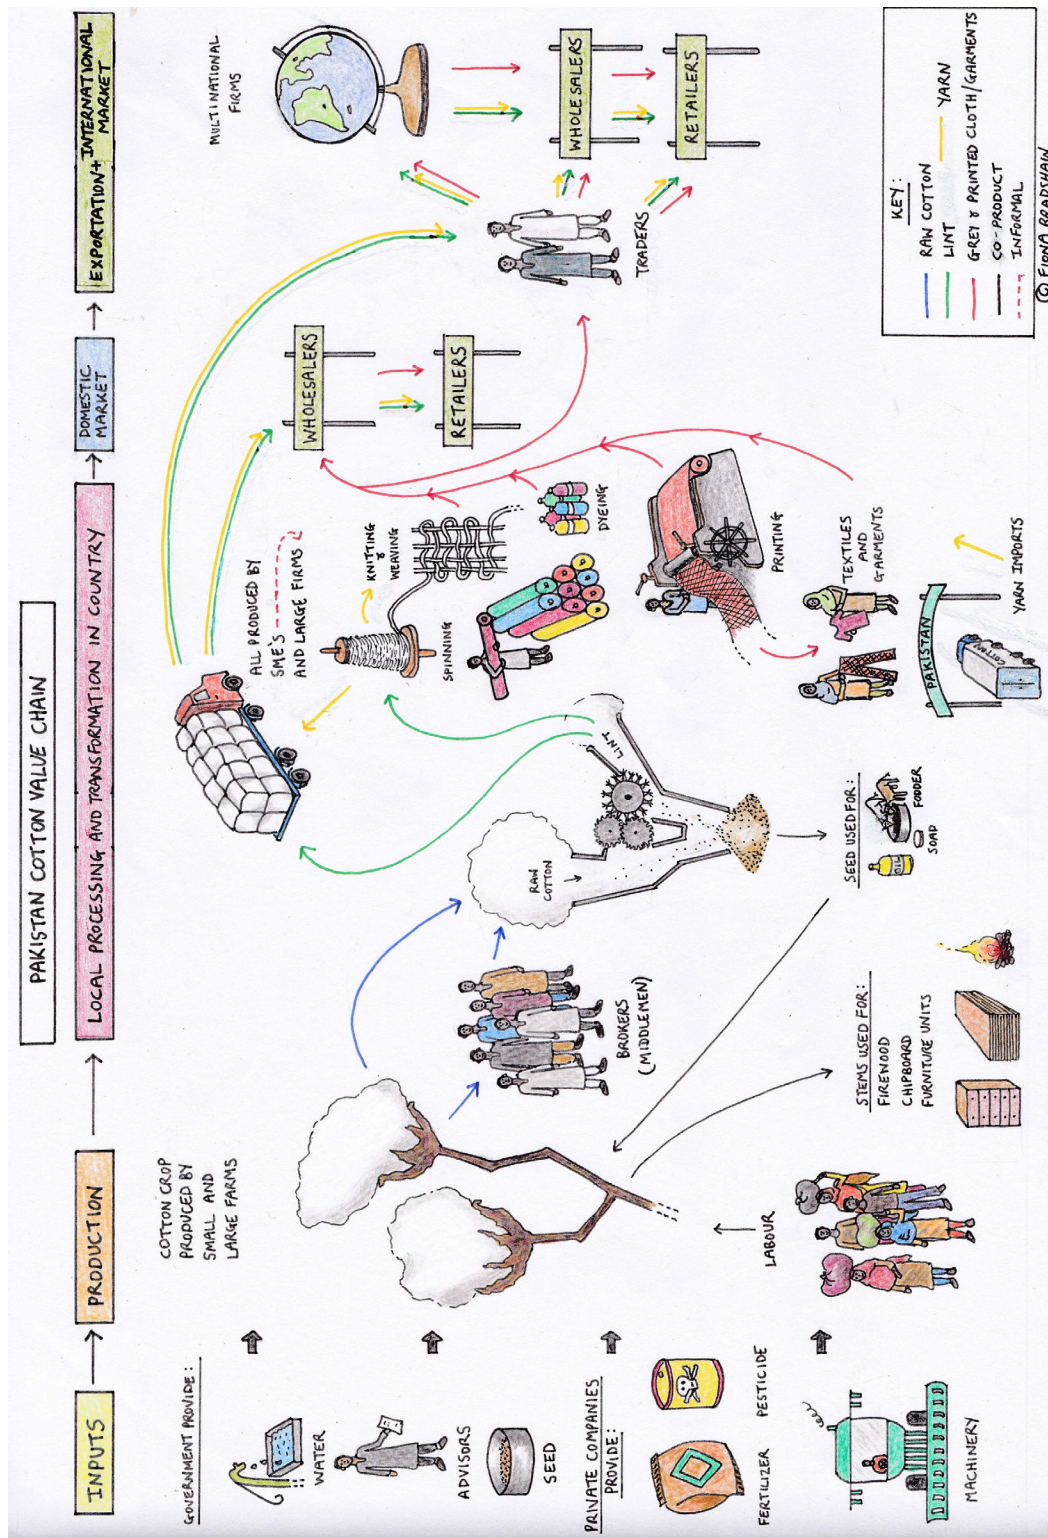 PAKISTAN COTTON VALUE CHAIN
INPUTS
PRODUCTION
LOCAL PROCESSING AND TRANSFORMATION IN COUNTRY
DOMESTIC
MARKET
EXPORTATION + INTERNATIONAL
MARKET
GOVERNMENT PROVIDE:
WATER
ADVISORS
SEED
PRIVATE COMPANIES
PROVIDE:
FERTILIZER
PESTICIDE
MACHINERY
COTTON CROP
PRODUCED BY
SMALL AND
LARGE FARMS
LABOUR
BROKERS
(MIDDLEMEN)
STEMS USED FOR:
FIREWOOD
CHIPBOARD
FURNITURE UNITS
RAW
COTTON
LINT
SEED USED FOR:
OIL
SOAP
FODDER
ALL PRODUCED BY
SME'S
AND LARGE FIRMS
KNITTING
&
WEAVING
SPINNING
DYEING
PRINTING
TEXTILES
AND
GARMENTS
PAKISTAN
COTTON
YARN IMPORTS
WHOLESALERS
RETAILERS
TRADERS
MULTINATIONAL
FIRMS
WHOLESALERS
RETAILERS
KEY:
RAW COTTON
YARN
LINT
GREY & PRINTED CLOTH/GARMENTS
CO-PRODUCT
INFORMAL
© FIONA BRADSHAW